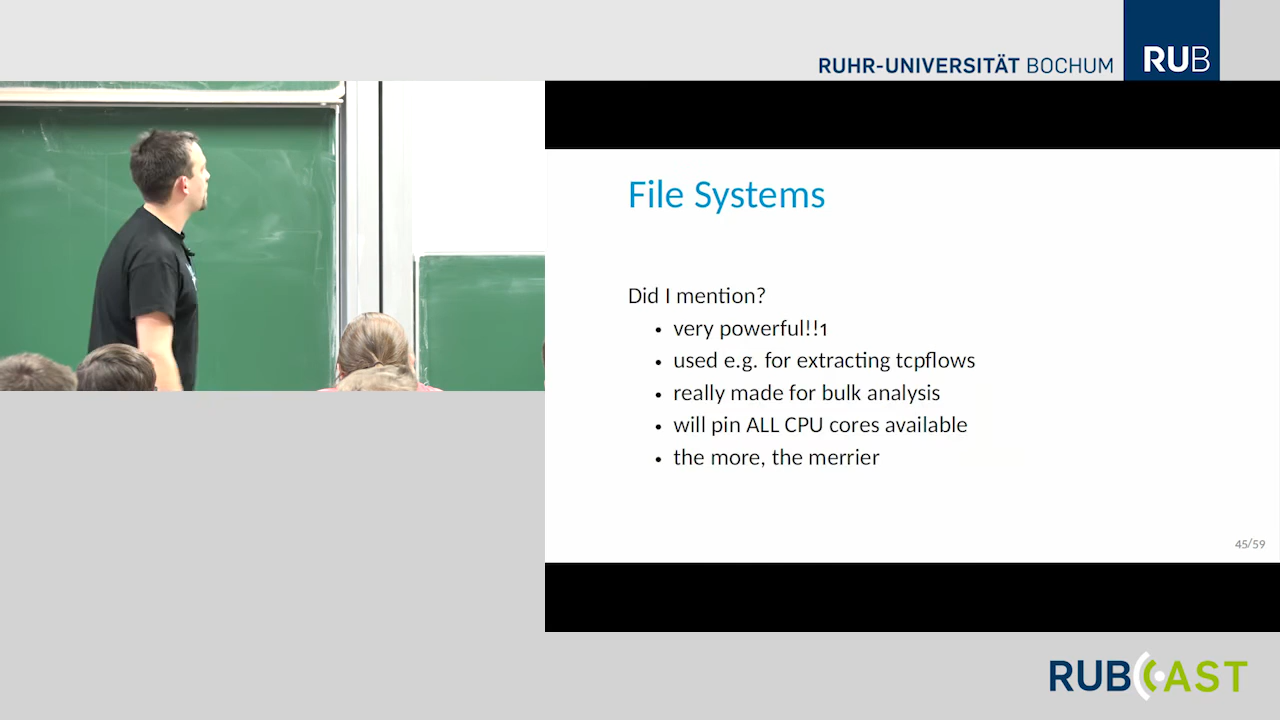 RUHR-UNIVERSITÄT BOCHUM
RUB
File Systems
Did I mention?
• very powerful!!1
• used e.g. for extracting tcpflows
• really made for bulk analysis
• will pin ALL CPU cores available
• the more, the merrier
45/59
RUBCAST